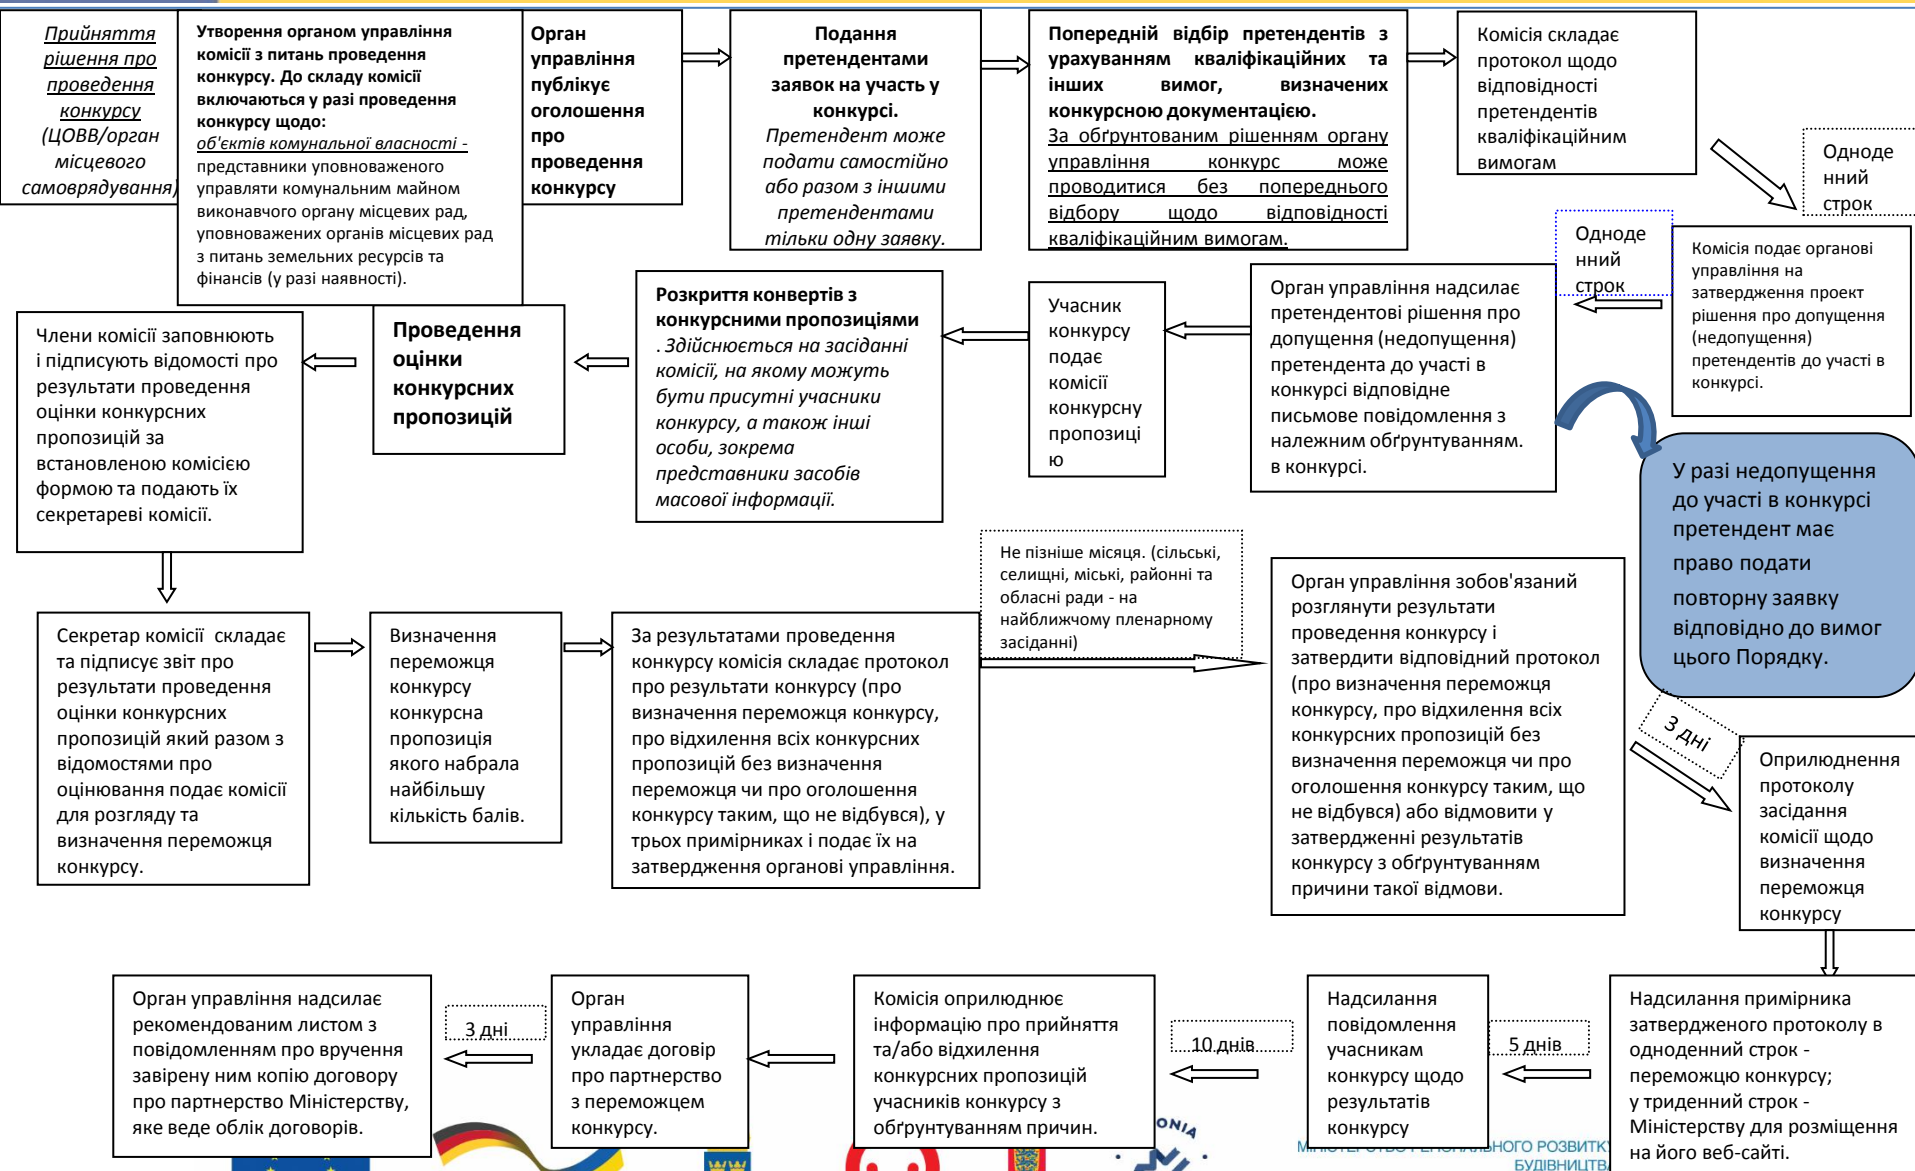 Прийняття
рішення про
проведення
конкурсу
(ЦОВВ/орган
місцевого
самоврядування)
Утворення органом управління
комісії з питань проведення
конкурсу. До складу комісії
включаються у разі проведення
конкурсу щодо:
об'єктів комунальної власності -
представники уповноваженого
управляти комунальним майном
виконавчого органу місцевих рад,
уповноважених органів місцевих рад
з питань земельних ресурсів та
фінансів (у разі наявності).
Орган
управління
публікує
оголошення
про
проведення
конкурсу
Подання
претендентами
заявок на участь у
конкурсі.
Претендент може
подати самостійно
або разом з іншими
претендентами
тільки одну заявку.
Попередній відбір претендентів з
урахуванням кваліфікаційних та
інших вимог, визначених
конкурсною документацією.
За обґрунтованим рішенням органу
управління конкурс може
проводитися без попереднього
відбору щодо відповідності
кваліфікаційним вимогам.
Комісія складає
протокол щодо
відповідності
претендентів
кваліфікаційним
вимогам
Одноде
нний
строк
Комісія подає органові
управління на
затвердження проект
рішення про допущення
(недопущення)
претендентів до участі в
конкурсі.
Одноде
нний
строк
Орган управління надсилає
претендентові рішення про
допущення (недопущення)
претендента до участі в
конкурсі відповідне
письмове повідомлення з
належним обґрунтуванням.
в конкурсі.
У разі недопущення
до участі в конкурсі
претендент має
право подати
повторну заявку
відповідно до вимог
цього Порядку.
Учасник
конкурсу
подає
комісії
конкурсну
пропозиці
ю
Розкриття конвертів з
конкурсними пропозиціями
. Здійснюється на засіданні
комісії, на якому можуть
бути присутні учасники
конкурсу, а також інші
особи, зокрема
представники засобів
масової інформації.
Проведення
оцінки
конкурсних
пропозицій
Члени комісії заповнюють
і підписують відомості про
результати проведення
оцінки конкурсних
пропозицій за
встановленою комісією
формою та подають їх
секретареві комісії.
Секретар комісії складає
та підписує звіт про
результати проведення
оцінки конкурсних
пропозицій який разом з
відомостями про
оцінювання подає комісії
для розгляду та
визначення переможця
конкурсу.
Визначення
переможця
конкурсу
конкурсна
пропозиція
якого набрала
найбільшу
кількість балів.
За результатами проведення
конкурсу комісія складає протокол
про результати конкурсу (про
визначення переможця конкурсу,
про відхилення всіх конкурсних
пропозицій без визначення
переможця чи про оголошення
конкурсу таким, що не відбувся), у
трьох примірниках і подає їх на
затвердження органові управління.
Не пізніше місяця. (сільські,
селищні, міські, районні та
обласні ради - на
найближчому пленарному
засіданні)
Орган управління зобов'язаний
розглянути результати
проведення конкурсу і
затвердити відповідний протокол
(про визначення переможця
конкурсу, про відхилення всіх
конкурсних пропозицій без
визначення переможця чи про
оголошення конкурсу таким, що
не відбувся) або відмовити у
затвердженні результатів
конкурсу з обґрунтуванням
причини такої відмови.
3 дні
Оприлюднення
протоколу
засідання
комісії щодо
визначення
переможця
конкурсу
Надсилання примірника
затвердженого протоколу в
одноденний строк -
переможцю конкурсу;
у триденний строк -
Міністерству для розміщення
на його веб-сайті.
5 днів
Надсилання
повідомлення
учасникам
конкурсу щодо
результатів
конкурсу
10 днів
Комісія оприлюднює
інформацію про прийняття
та/або відхилення
конкурсних пропозицій
учасників конкурсу з
обґрунтуванням причин.
Орган
управління
укладає договір
про партнерство
з переможцем
конкурсу.
3 дні
Орган управління надсилає
рекомендованим листом з
повідомленням про вручення
завірену ним копію договору
про партнерство Міністерству,
яке веде облік договорів.
ONIA
НОГО РОЗВИТК
БУДІВНИЦТВ